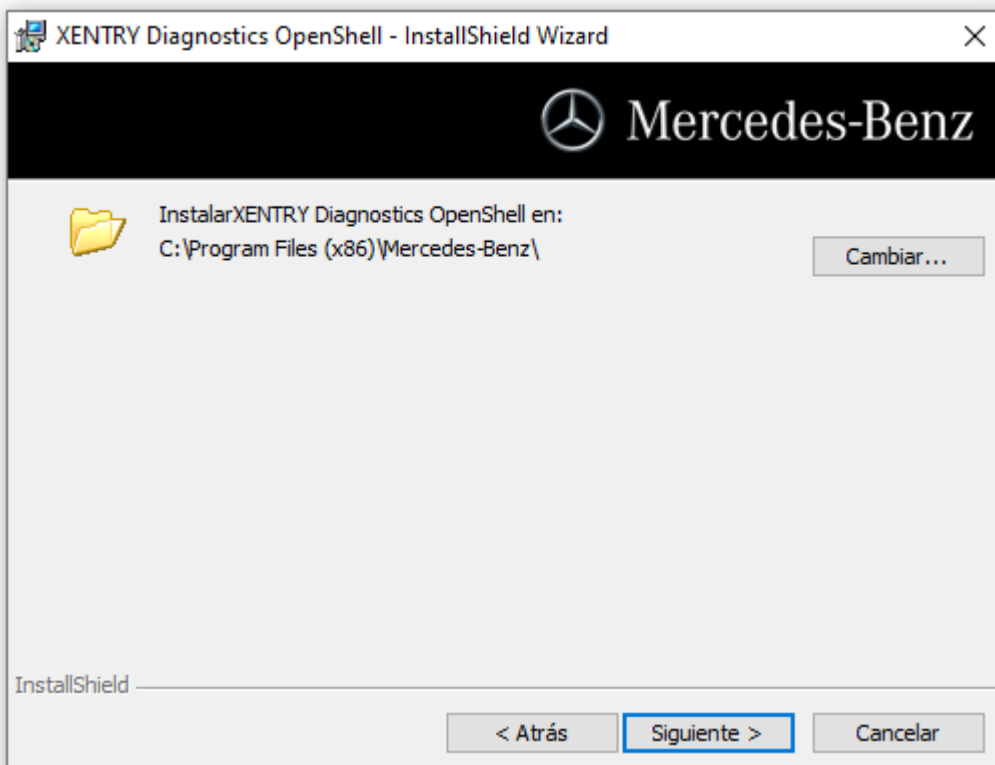 XENTRY Diagnostics OpenShell - InstallShield Wizard
Mercedes-Benz
InstalarXENTRY Diagnostics OpenShell en:
C:\Program Files (x86)\Mercedes-Benz\
Cambiar...
InstallShield
< Atrás
Siguiente >
Cancelar